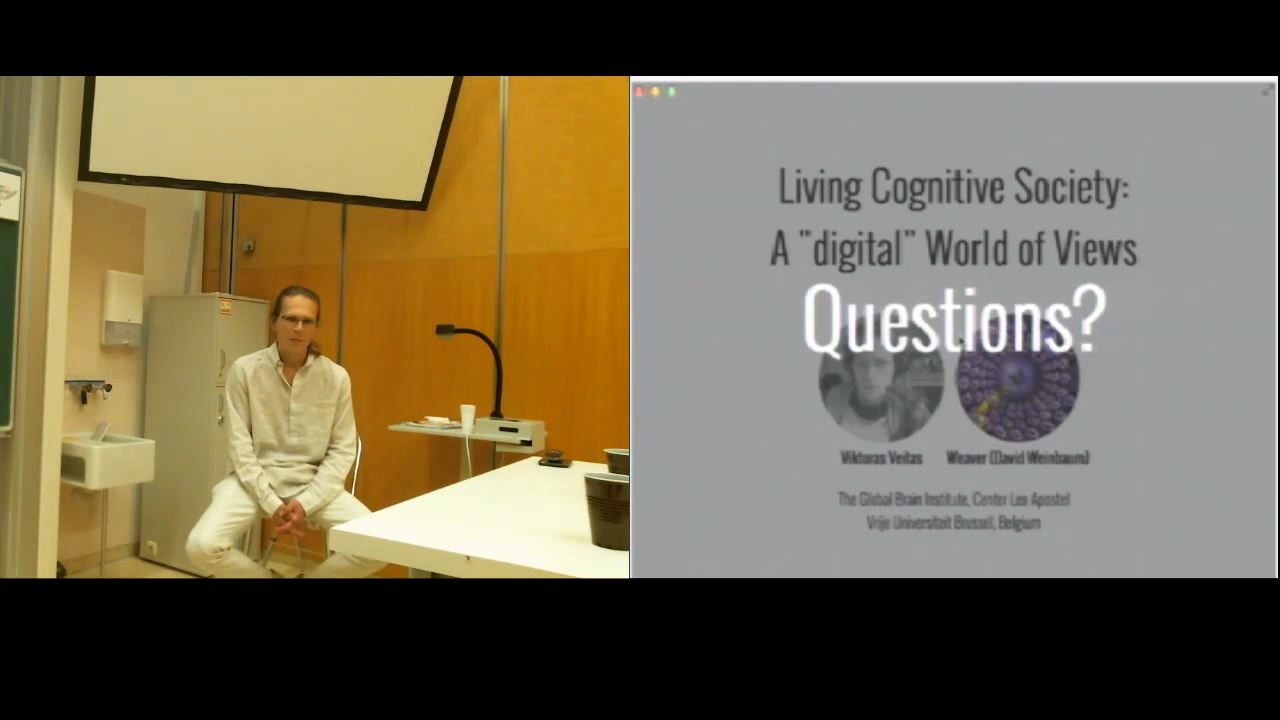 Living Cognitive Society:
A "digital" World of Views
Questions?
Viktoras Veitas
Weaver (David Weinbaum)
The Global Brain Institute, Center Leo Apostel
Vrije Universiteit Brussel, Belgium